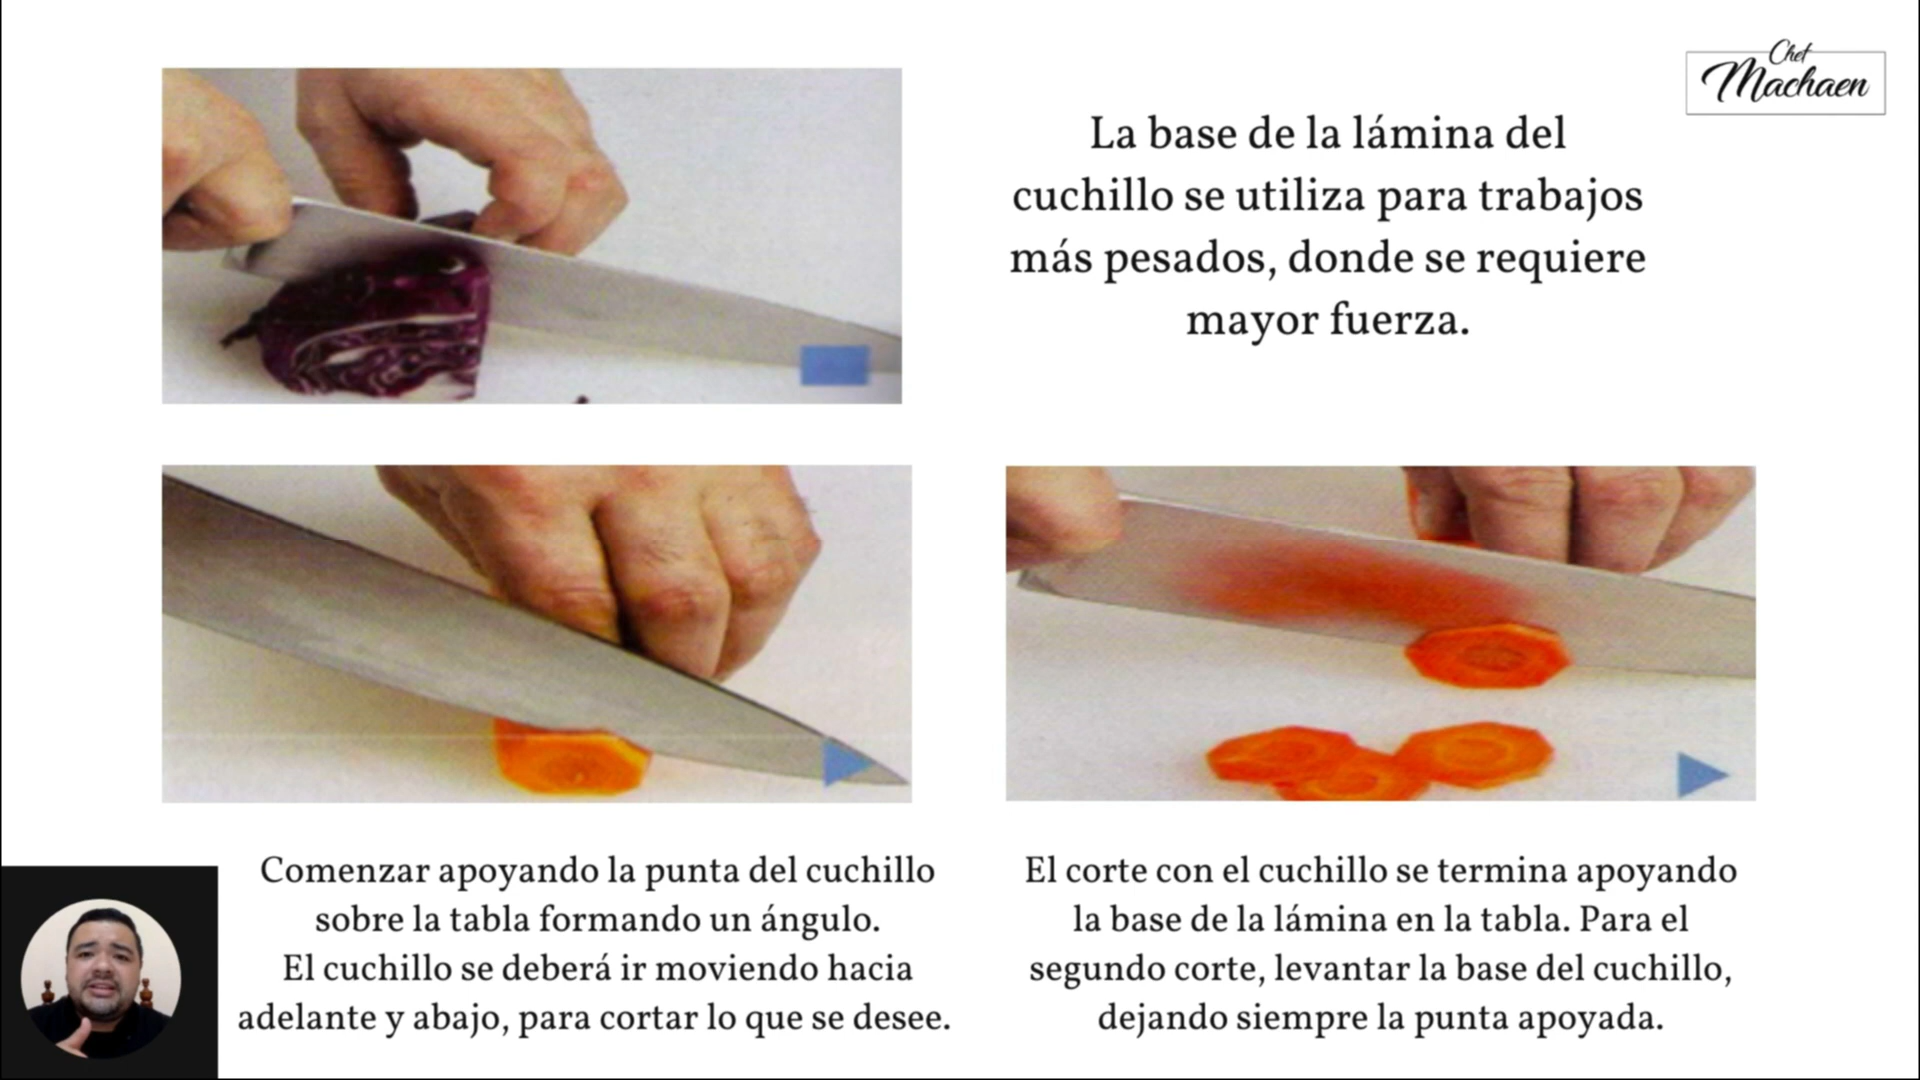 Chet
Machaen
La base de la lámina del
cuchillo se utiliza para trabajos
más pesados, donde se requiere
mayor fuerza.
Comenzar apoyando la punta del cuchillo
sobre la tabla formando un ángulo.
El cuchillo se deberá ir moviendo hacia
adelante y abajo, para cortar lo que se desee.
El corte con el cuchillo se termina apoyando
la base de la lámina en la tabla. Para el
segundo corte, levantar la base del cuchillo,
dejando siempre la punta apoyada.